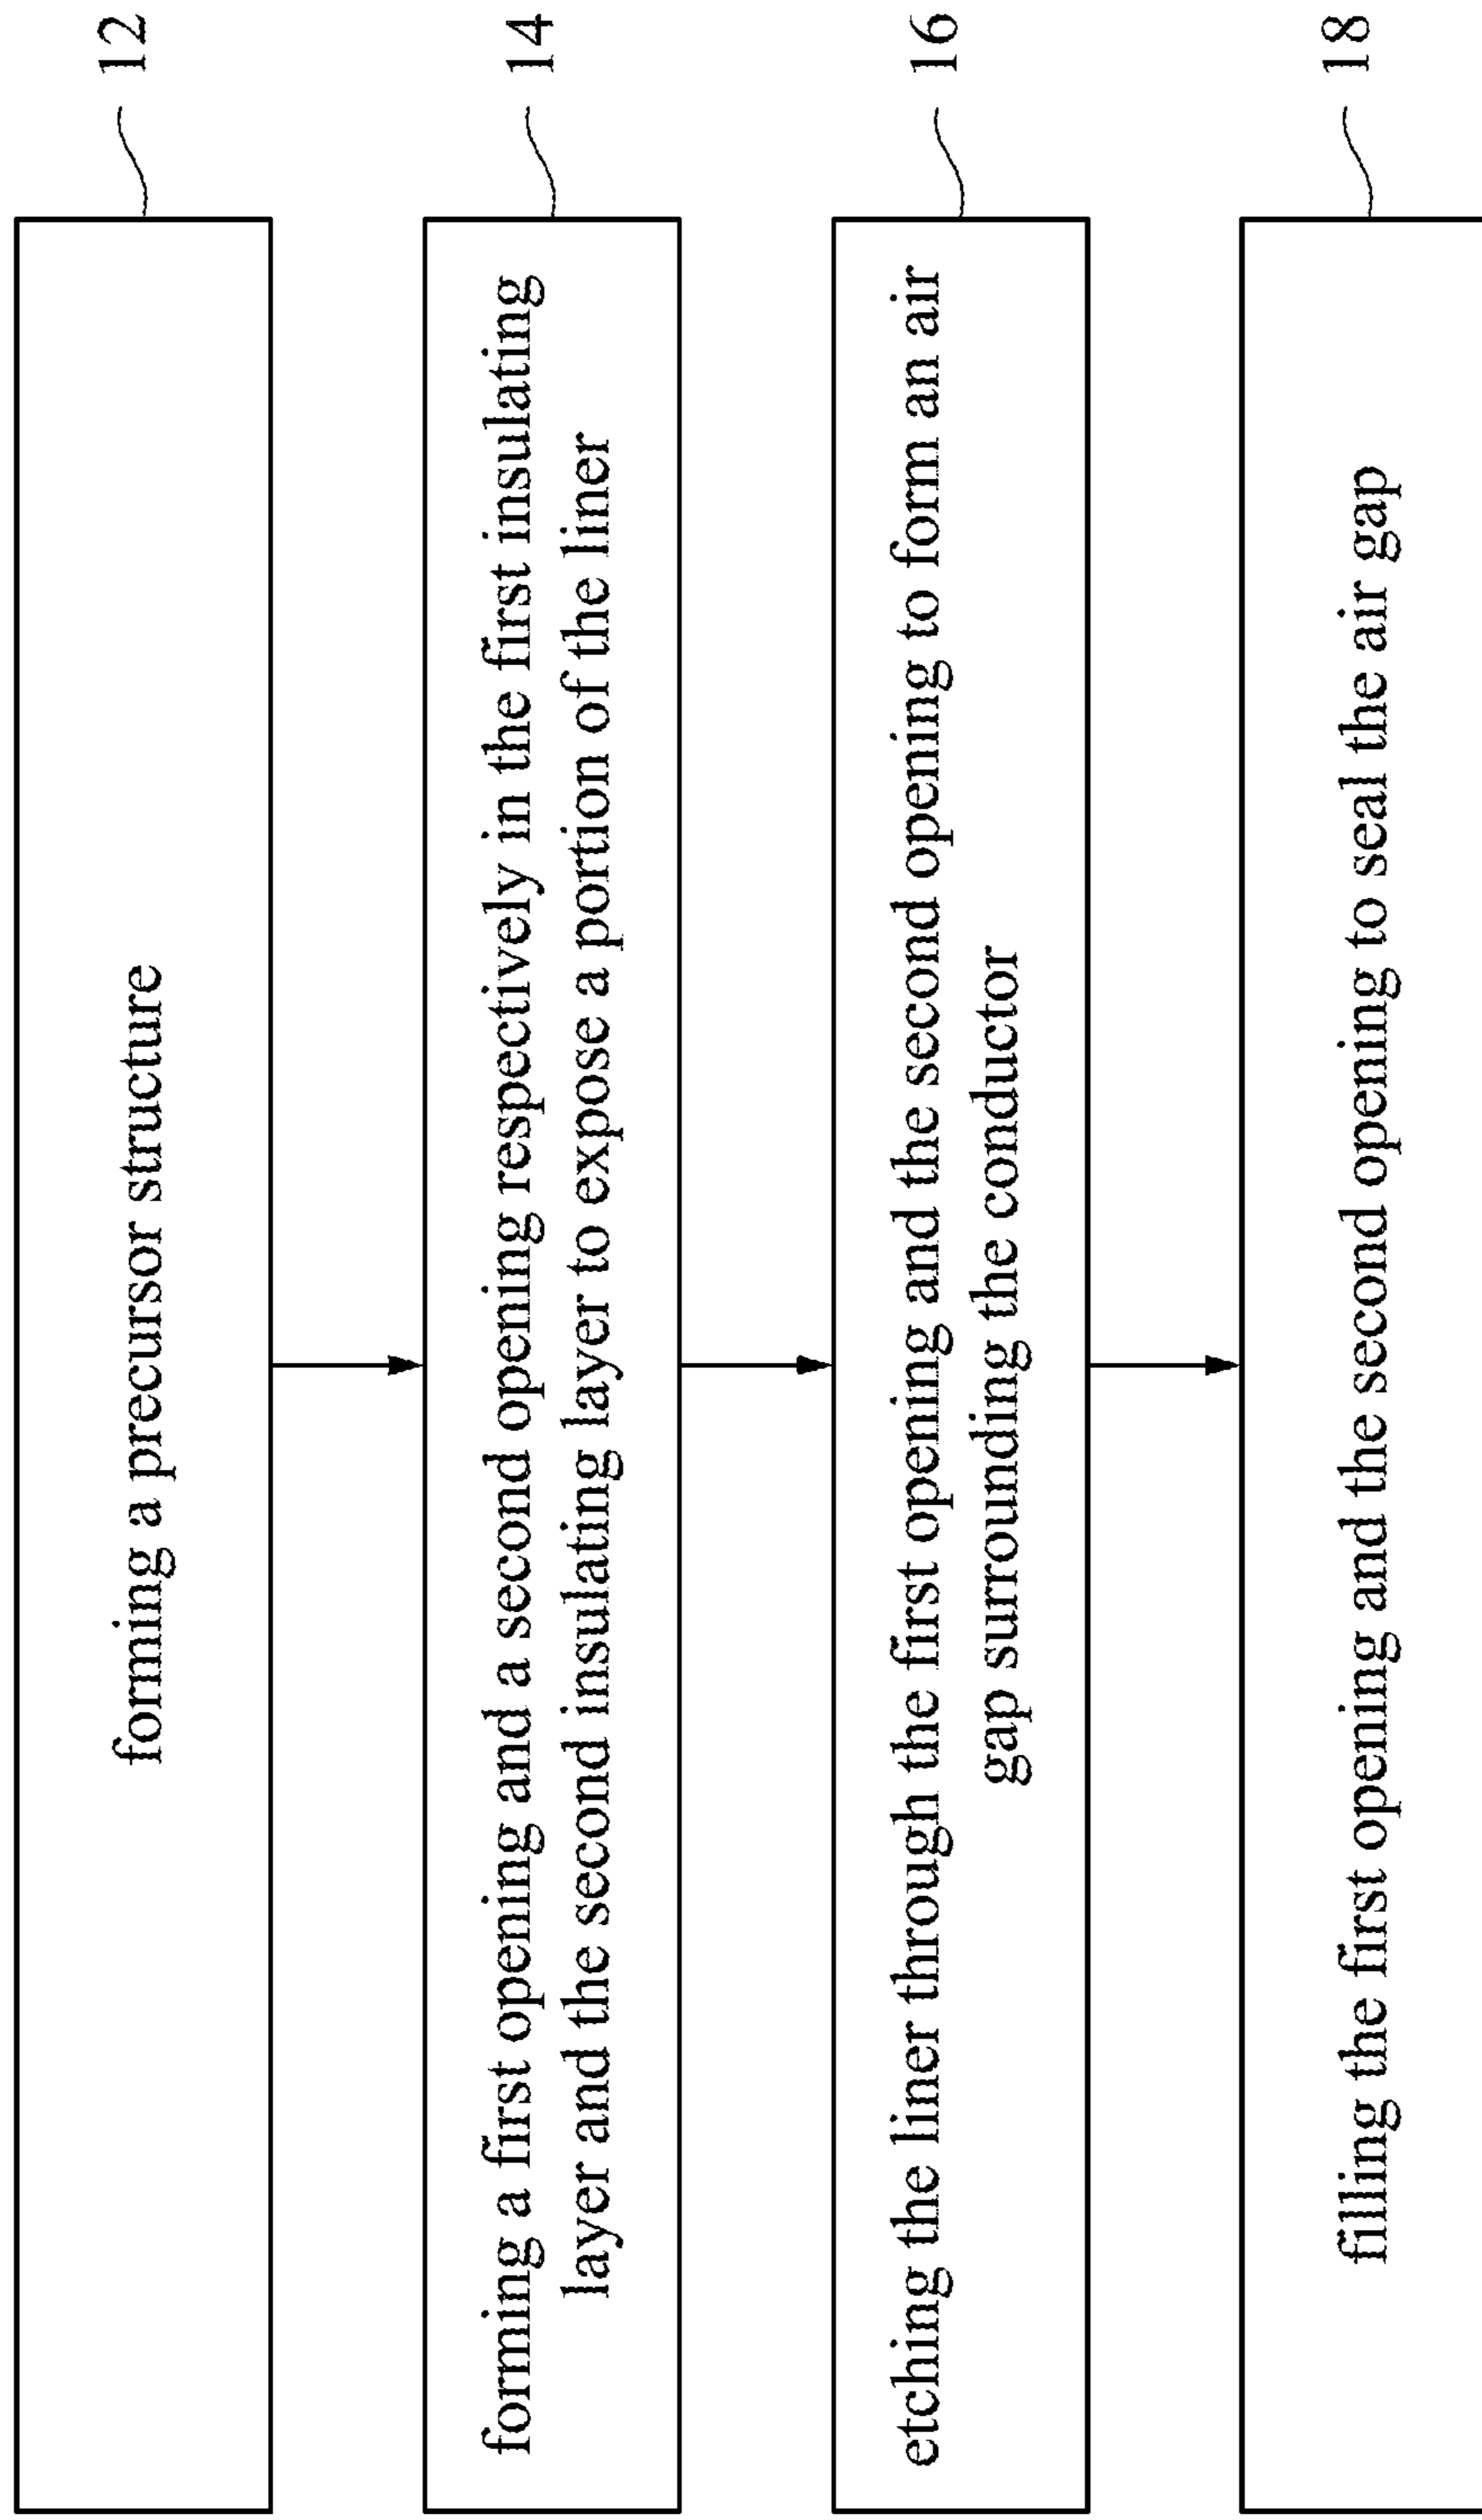 forming a precursor structure
12
forming a first opening and a second opening respectively in the first insulating
layer and the second insulating layer to expose a portion of the liner
14
etching the liner through the first opening and the second opening to form an air
gap surrounding the conductor
16
filling the first opening and the second opening to seal the air gap
18